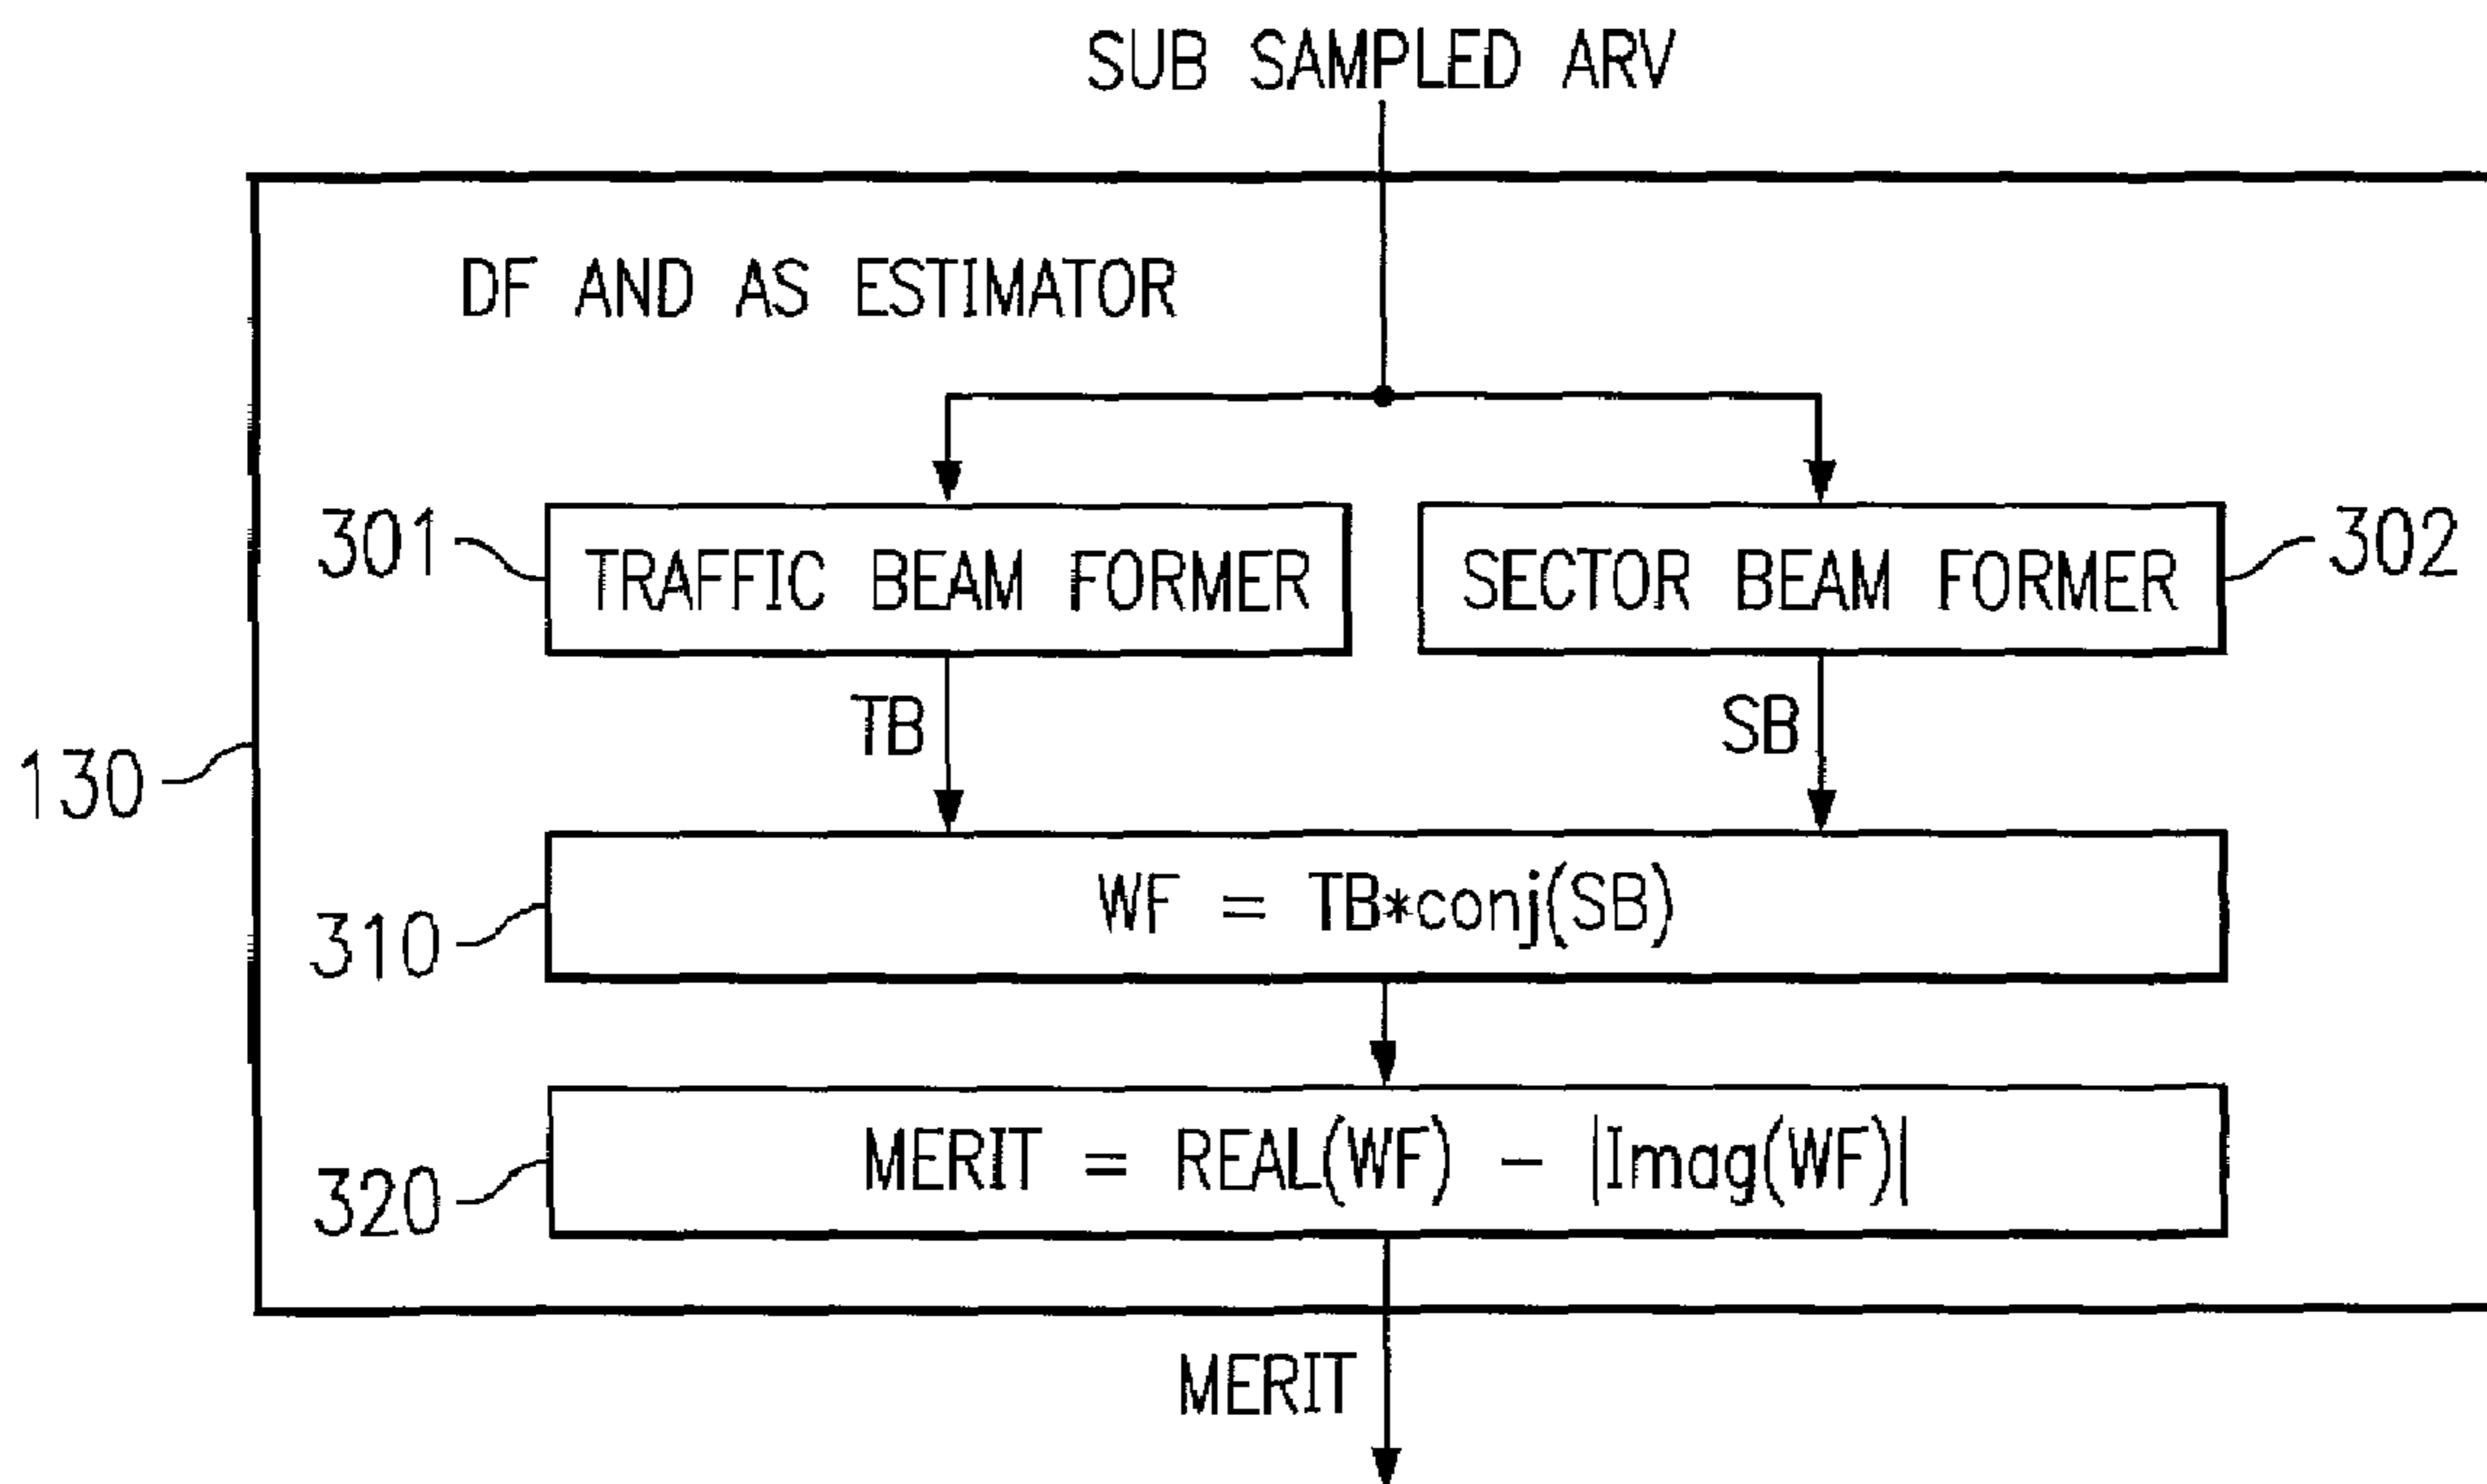 SUB SAMPLED ARV
DF AND AS ESTIMATOR
301
TRAFFIC BEAM FORMER
SECTOR BEAM FORMER
302
TB
SB
130
WF = TB*conj(SB)
310
MERIT = REAL(WF) - |Imag(WF)|
320
MERIT